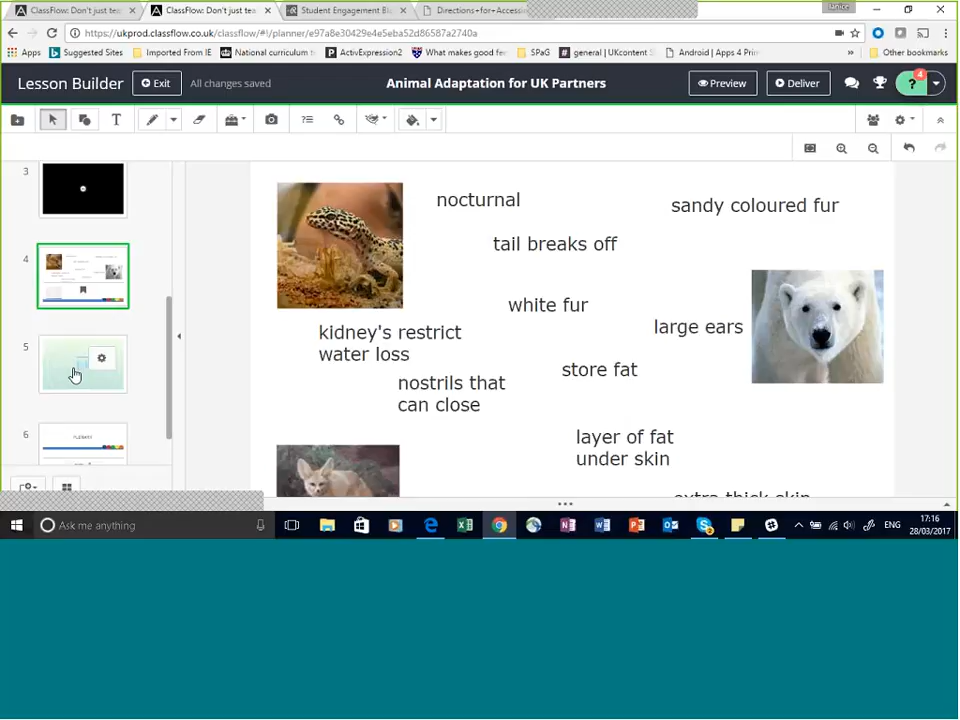 ClassFlow: Don't just tea
ClassFlow: Don't just tea
Student Engagement Bl
Directions-for-Accessi
https://ukprod.classflow.co.uk/classflow/#!/planner/e97a8e30429e4e5eba52d86587a2740a
Apps Suggested Sites Imported From IE National curriculum ActivExpression2 What makes good fe SPaG general | UKcontent Android | Apps 4 Prim » Other bookmarks
Lesson Builder Exit All changes saved Animal Adaptation for UK Partners Preview Deliver ? 4
T
3
nocturnal
sandy coloured fur
tail breaks off
4
white fur
large ears
kidney's restrict
water loss
5
store fat
nostrils that
can close
layer of fat
under skin
6
PLENARY
Ask me anything
ENG
17:16
28/03/2017